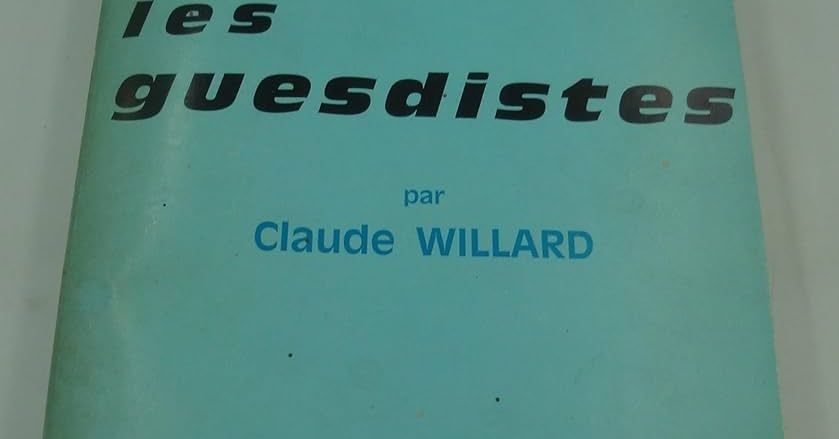 les
guesdistes
par
Claude WILLARD